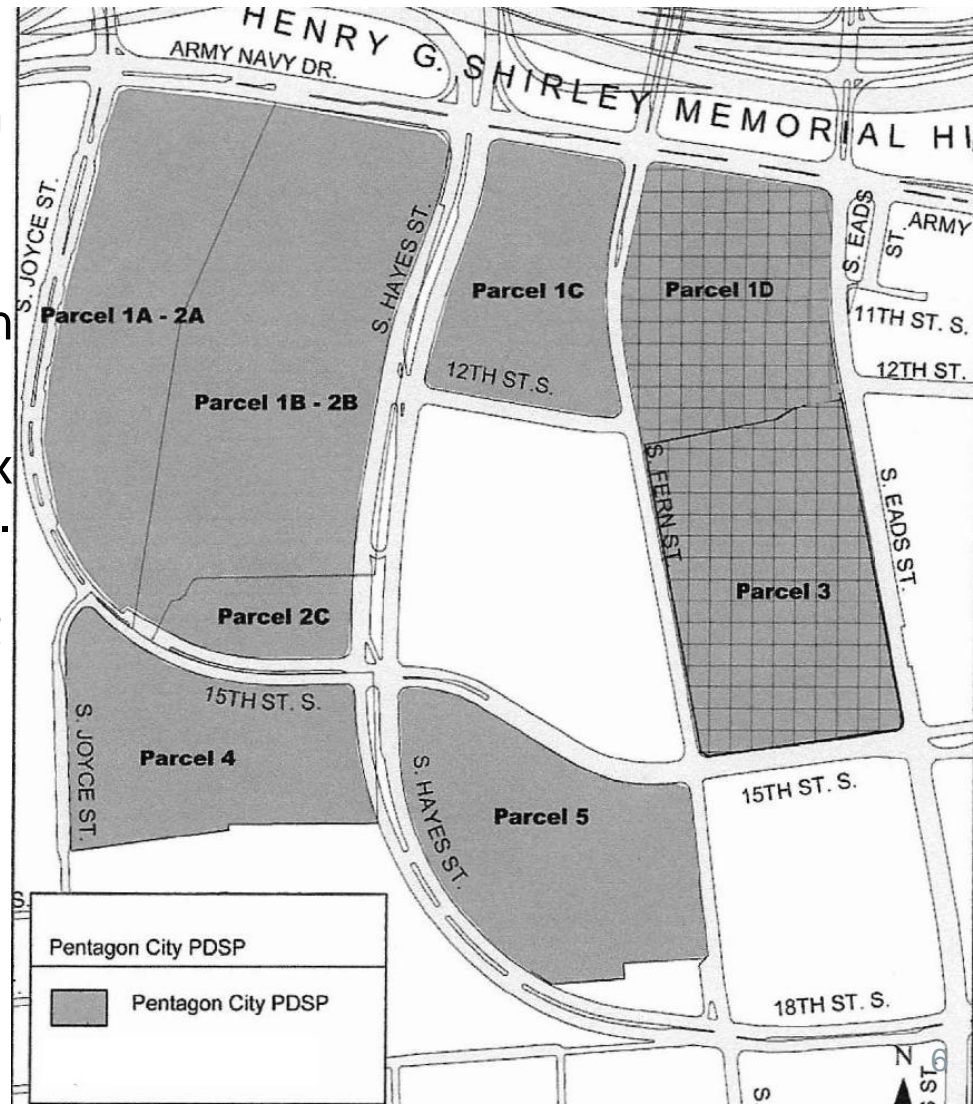 HENRY G. SHIRLEY MEMORIAL HI
ARMY NAVY DR.
S. JOYCE ST.
S. HAYES ST.
S. EADS
ST.
ARMY
Parcel 1A - 2A
Parcel 1C
Parcel 1D
11TH ST. S.
12TH ST.S.
12TH ST.
Parcel 1B - 2B
S. FERN ST
S. EADS ST.
Parcel 2C
Parcel 3
15TH ST. S.
S. JOYCE ST.
Parcel 4
S. HAYES ST.
Parcel 5
15TH ST. S.
S.
Pentagon City PDSP
Pentagon City PDSP
18TH ST. S.
N
6
S
ST.